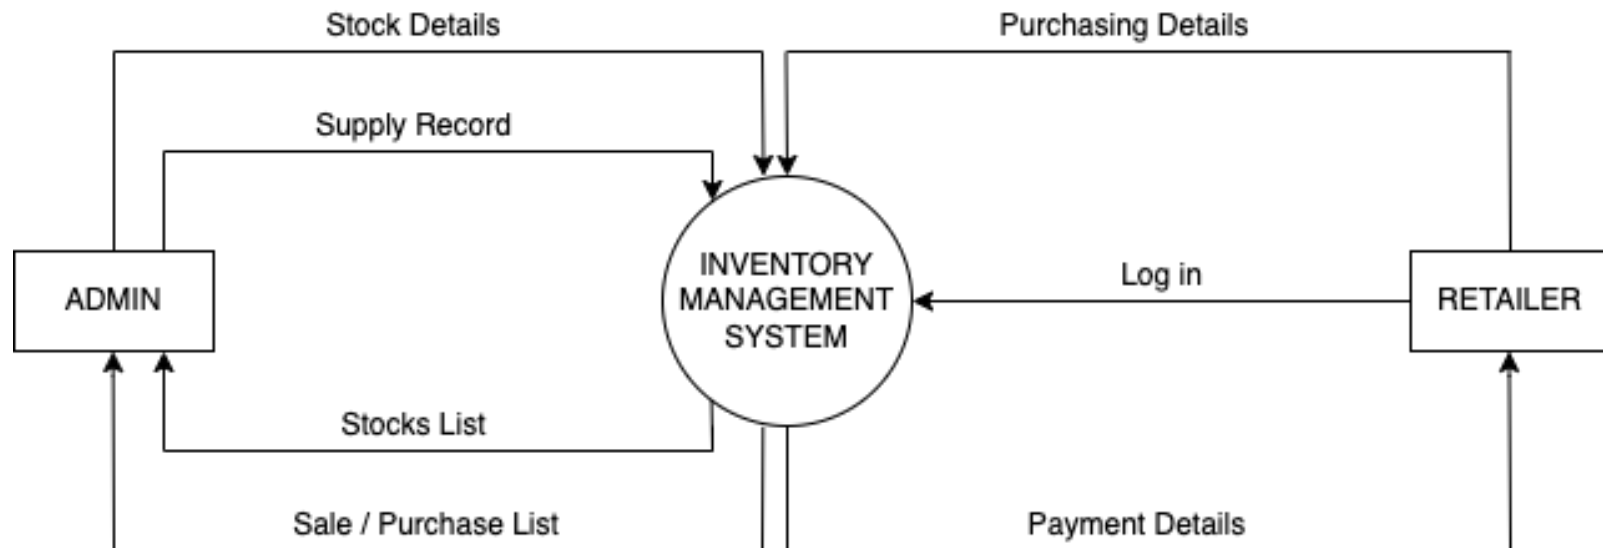 Stock Details
Purchasing Details
Supply Record
INVENTORY
MANAGEMENT
SYSTEM
Log in
ADMIN
RETAILER
Stocks List
Sale / Purchase List
Payment Details